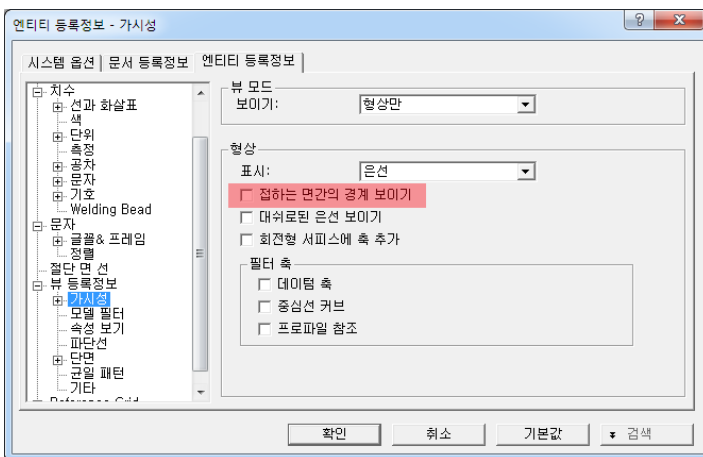 엔티티 등록정보 - 가시성
시스템 옵션 문서 등록정보 엔티티 등록정보
치수
선과 화살표
색
단위
측정
공차
문자
기호
Welding Bead
문자
글꼴& 프레임
정렬
절단 면 선
뷰 등록정보
가시성
모델 필터
속성 보기
파단선
단면
균일 패턴
기타
Reference Grid
뷰 모드
보이기: 형상만
형상
표시: 은선
접하는 면간의 경계 보이기
대쉬로된 은선 보이기
회전형 서피스에 축 추가
필터 축
데이텀 축
중심선 커브
프로파일 참조
확인 취소 기본값 검색